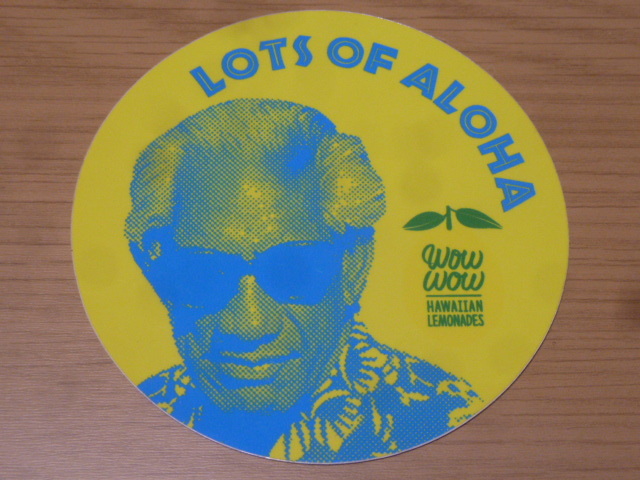 LOTS OF ALOHA
wow
wow
HAWAIIAN
LEMONADES